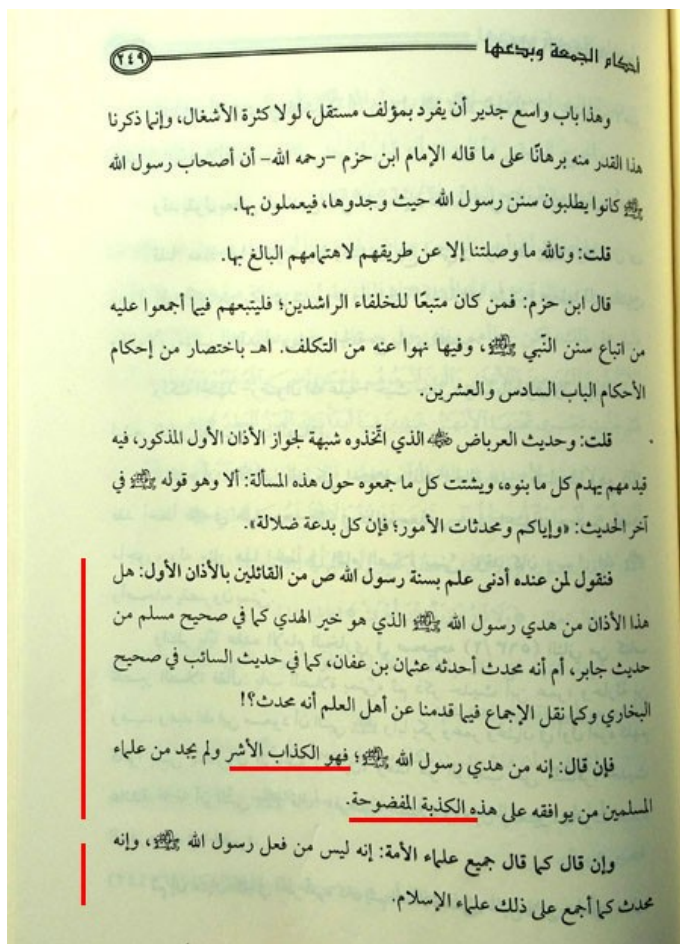 أحكام الجمعة وبدعها
٢٤٩
وهذا باب واسع جدير أن يفرد بمؤلف مستقل، لولا كثرة الأشغال، وإنما ذكرنا
هذا القدر منه برهانًا على ما قاله الإمام ابن حزم -رحمه الله- أن أصحاب رسول الله
ﷺ كانوا يطلبون سنن رسول الله حيث وجدوها، فيعملون بها.
قلت: وتالله ما وصلتنا إلا عن طريقهم لاهتمامهم البالغ بها.
قال ابن حزم: فمن كان متبعًا للخلفاء الراشدين؛ فليتبعهم فيما أجمعوا عليه
من اتباع سنن النَّبي ﷺ، وفيها نهوا عنه من التكلف. اهـ باختصار من إحكام
الأحكام الباب السادس والعشرين.
قلت: وحديث العرباض ﵁ الذي اتَّخذوه شبهة لجواز الأذان الأول المذكور، فيه
قيد مهم يهدم كل ما بنوه، ويشتت كل ما جمعوه حول هذه المسألة: ألا وهو قوله ﷺ في
آخر الحديث: «وإياكم ومحدثات الأمور؛ فإن كل بدعة ضلالة».
فنقول لمن عنده أدنى علم بسنة رسول الله ص من القائلين بالأذان الأول: هل
هذا الأذان من هدي رسول الله ﷺ الذي هو خير الهدي كما في صحيح مسلم من
حديث جابر، أم أنه محدث أحدثه عثمان بن عفان، كما في حديث السائب في صحيح
البخاري وكما نقل الإجماع فيما قدمنا عن أهل العلم أنه محدث؟!
فإن قال: إنه من هدي رسول الله ﷺ؛ فهو الكذاب الأشر ولم يجد من علماء
المسلمين من يوافقه على هذه الكذبة المفضوحة.
وإن قال كما قال جميع علماء الأمة: إنه ليس من فعل رسول الله ﷺ، وإنه
محدث كما أجمع على ذلك علماء الإسلام.